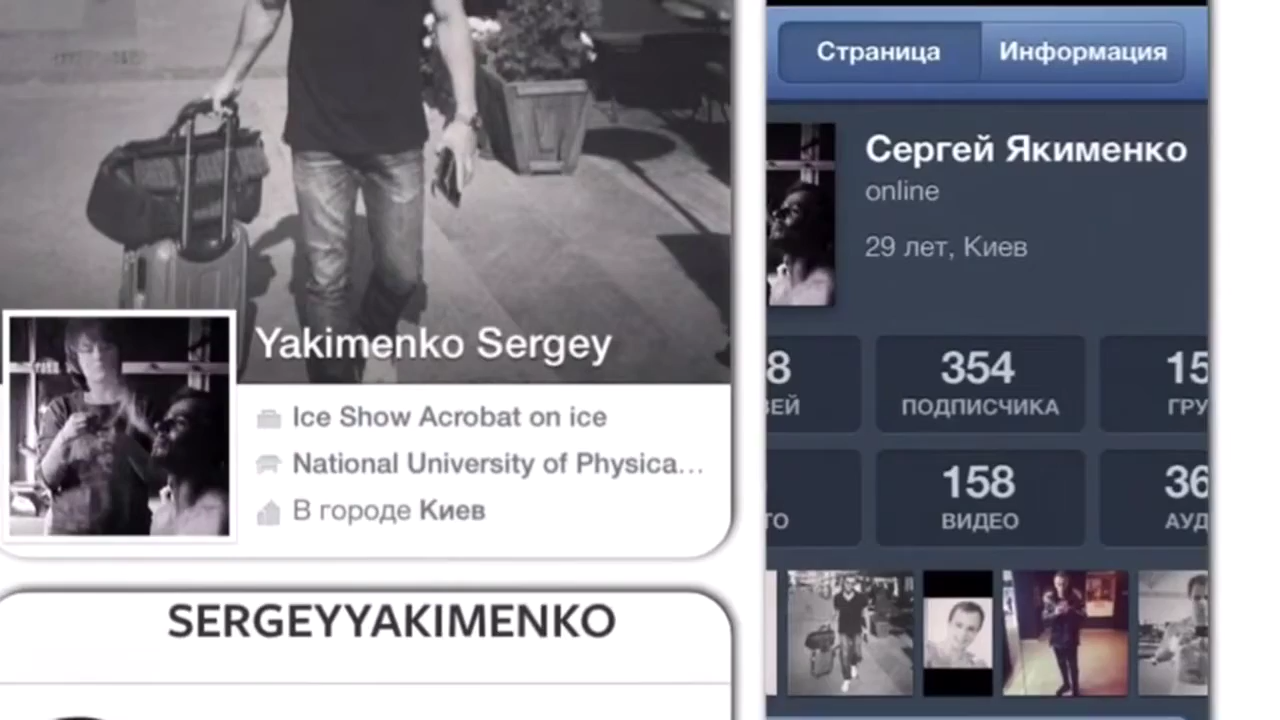 Yakimenko Sergey
Ice Show Acrobat on ice
National University of Physica...
В городе Киев
SERGEYYAKIMENKO
Страница
Информация
Сергей Якименко
online
29 лет, Киев
354
ПОДПИСЧИКА
158
ВИДЕО